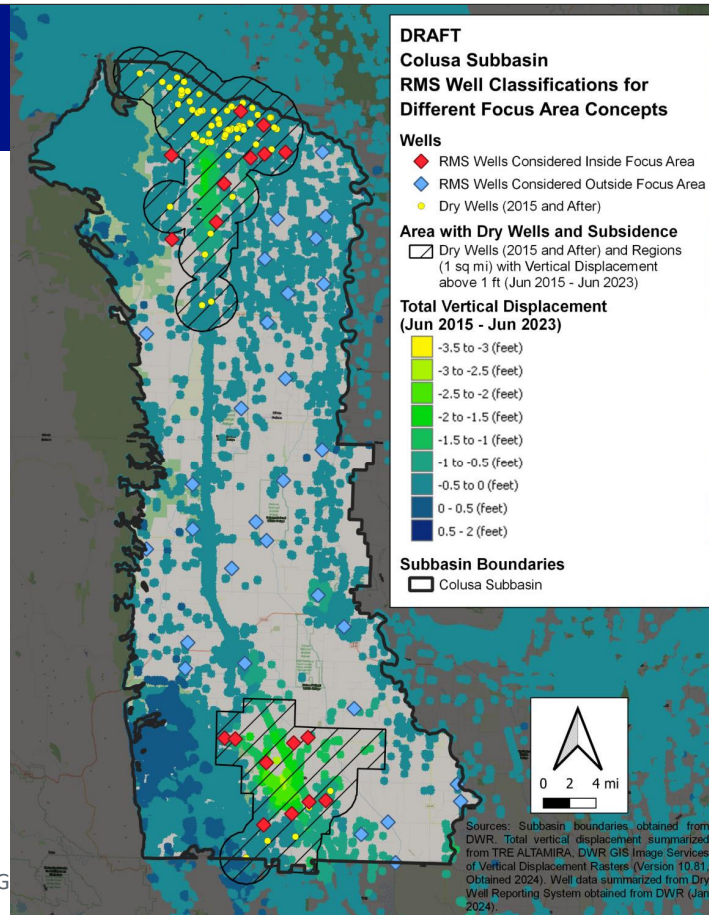 DRAFT
Colusa Subbasin
RMS Well Classifications for
Different Focus Area Concepts
Wells
RMS Wells Considered Inside Focus Area
RMS Wells Considered Outside Focus Area
Dry Wells (2015 and After)
Area with Dry Wells and Subsidence
Dry Wells (2015 and After) and Regions
(1 sq mi) with Vertical Displacement
above 1 ft (Jun 2015 - Jun 2023)
Total Vertical Displacement
(Jun 2015 - Jun 2023)
-3.5 to -3 (feet)
-3 to -2.5 (feet)
-2.5 to -2 (feet)
-2 to -1.5 (feet)
-1.5 to -1 (feet)
-1 to -0.5 (feet)
-0.5 to 0 (feet)
0 - 0.5 (feet)
0.5 - 2 (feet)
Subbasin Boundaries
Colusa Subbasin
0 2 4 mi
Sources: Subbasin boundaries obtained from
DWR. Total vertical displacement summarized
from TRE ALTAMIRA, DWR GIS Image Services
of Vertical Displacement Rasters (Version 10.81,
Obtained 2024). Well data summarized from Dry
Well Reporting System obtained from DWR (Jan
2024).
G